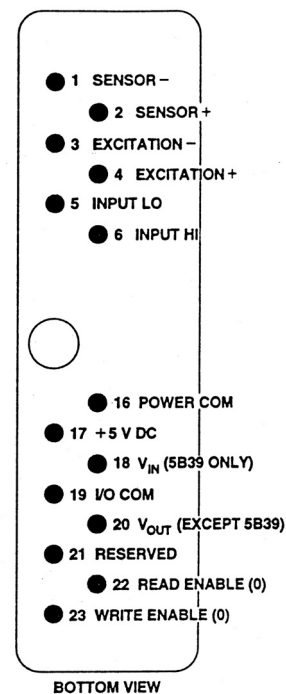 1 SENSOR−
2 SENSOR+
3 EXCITATION−
4 EXCITATION+
5 INPUT LO
6 INPUT HI
16 POWER COM
17 +5 V DC
18 VIN (5B39 ONLY)
19 I/O COM
20 VOUT (EXCEPT 5B39)
21 RESERVED
22 READ ENABLE (0)
23 WRITE ENABLE (0)
BOTTOM VIEW